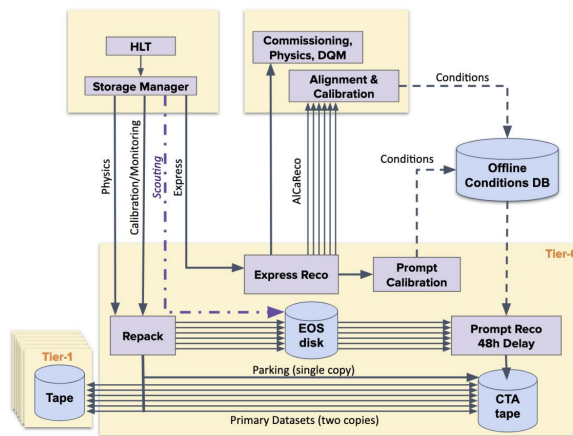 HLT
Storage Manager
Commissioning,
Physics, DQM
Alignment &
Calibration
Conditions
Physics
Calibration/Monitoring
Scouting
Express
AlCaReco
Conditions
Offline
Conditions DB
Tier-0
Express Reco
Prompt
Calibration
Repack
EOS
disk
Prompt Reco
48h Delay
Tier-1
Tape
Parking (single copy)
CTA
tape
Primary Datasets (two copies)